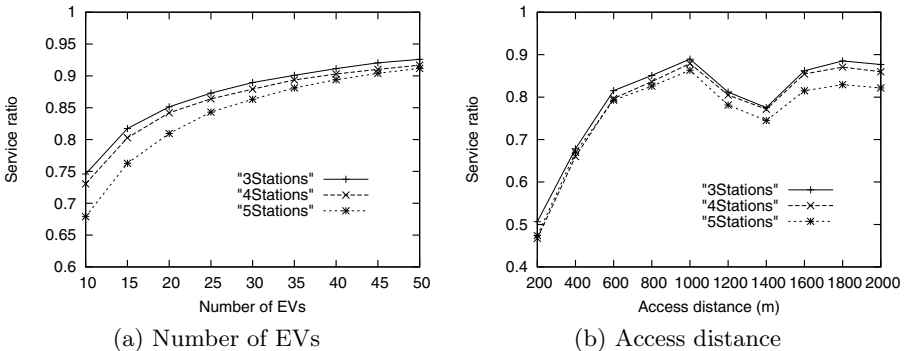 1
0.95
0.9
0.85
0.8
0.75
0.7
0.65
0.6
Service ratio
"3Stations"
"4Stations"
"5Stations"
10 15 20 25 30 35 40 45 50
Number of EVs
(a) Number of EVs
1
0.9
0.8
0.7
0.6
0.5
0.4
Service ratio
"3Stations"
"4Stations"
"5Stations"
200 400 600 800 1000 1200 1400 1600 1800 2000
Access distance (m)
(b) Access distance